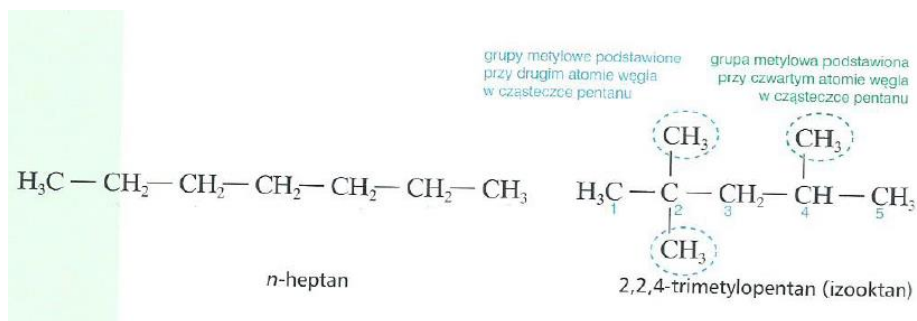 grupy metylowe podstawione
przy drugim atomie węgla
w cząsteczce pentanu
grupa metylowa podstawiona
przy czwartym atomie węgla
w cząsteczce pentanu
CH₃ CH₃
H₃C — CH₂ — CH₂ — CH₂ — CH₂ — CH₂ — CH₃
H₃C — C — CH₂ — CH — CH₃
1 2 3 4 5
CH₃
n-heptan
2,2,4-trimetylopentan (izooktan)